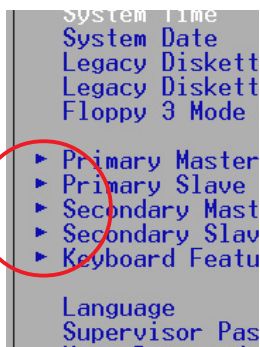 System Time
System Date
Legacy Diskett
Legacy Diskett
Floppy 3 Mode
Primary Master
Primary Slave
Secondary Mast
Secondary Slav
Keyboard Featu
Language
Supervisor Pas